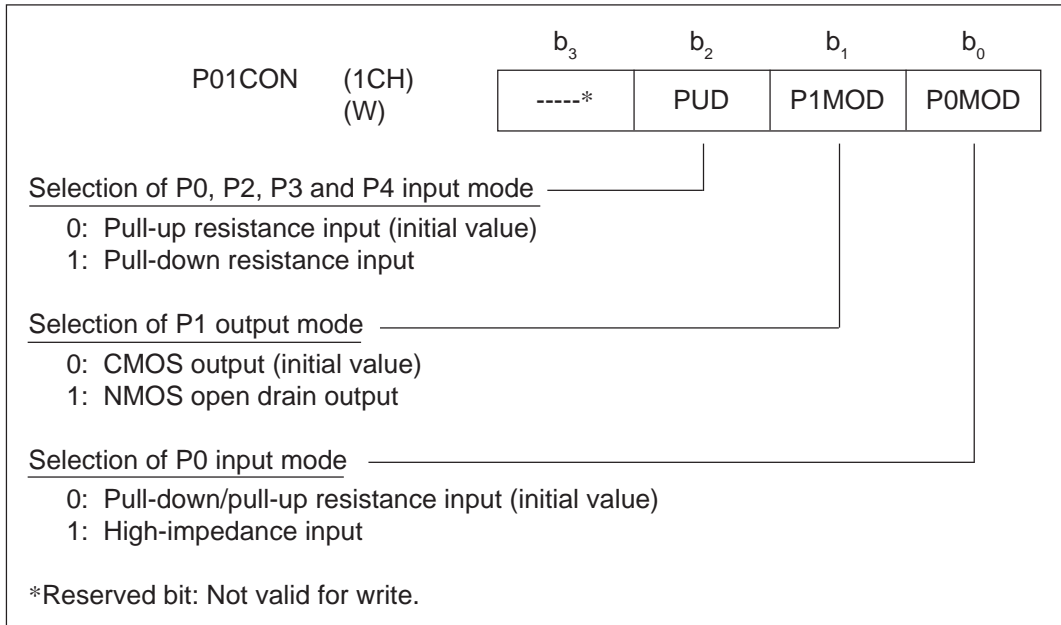 b3 b2 b1 b0
P01CON (1CH)
(W)
-----* PUD P1MOD P0MOD
Selection of P0, P2, P3 and P4 input mode
0: Pull-up resistance input (initial value)
1: Pull-down resistance input
Selection of P1 output mode
0: CMOS output (initial value)
1: NMOS open drain output
Selection of P0 input mode
0: Pull-down/pull-up resistance input (initial value)
1: High-impedance input
*Reserved bit: Not valid for write.